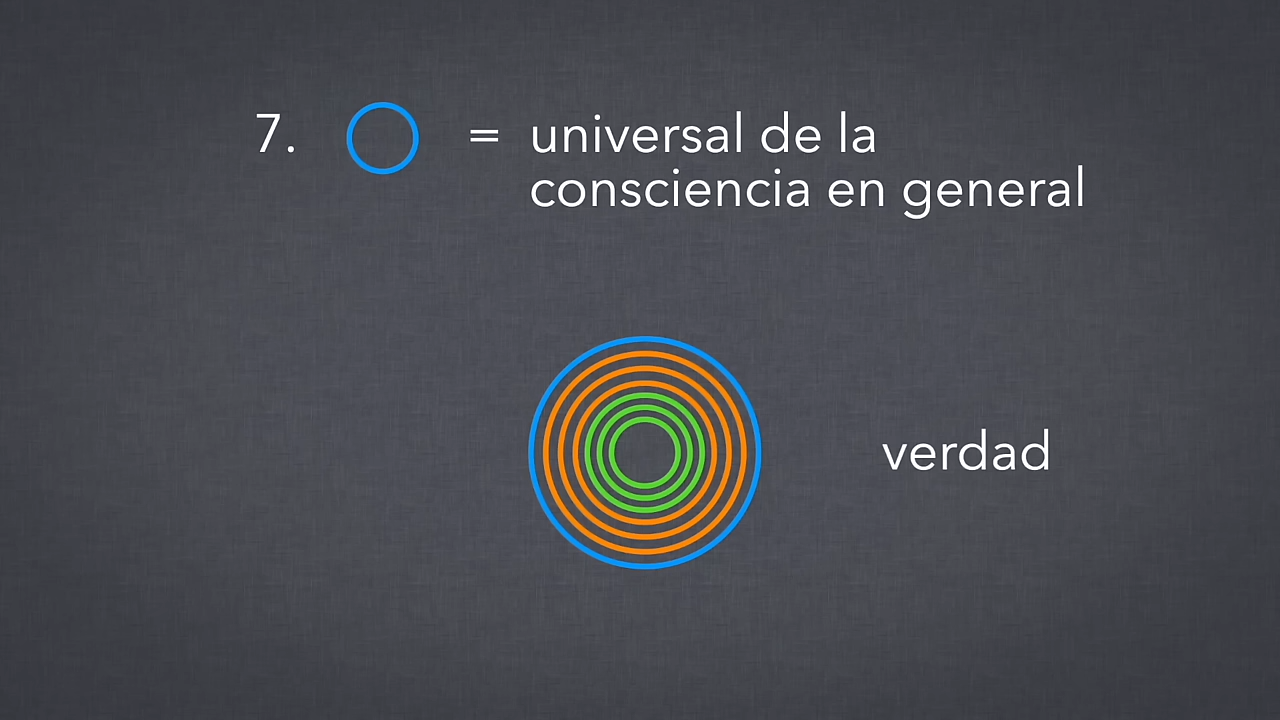 7. = universal de la
consciencia en general
verdad